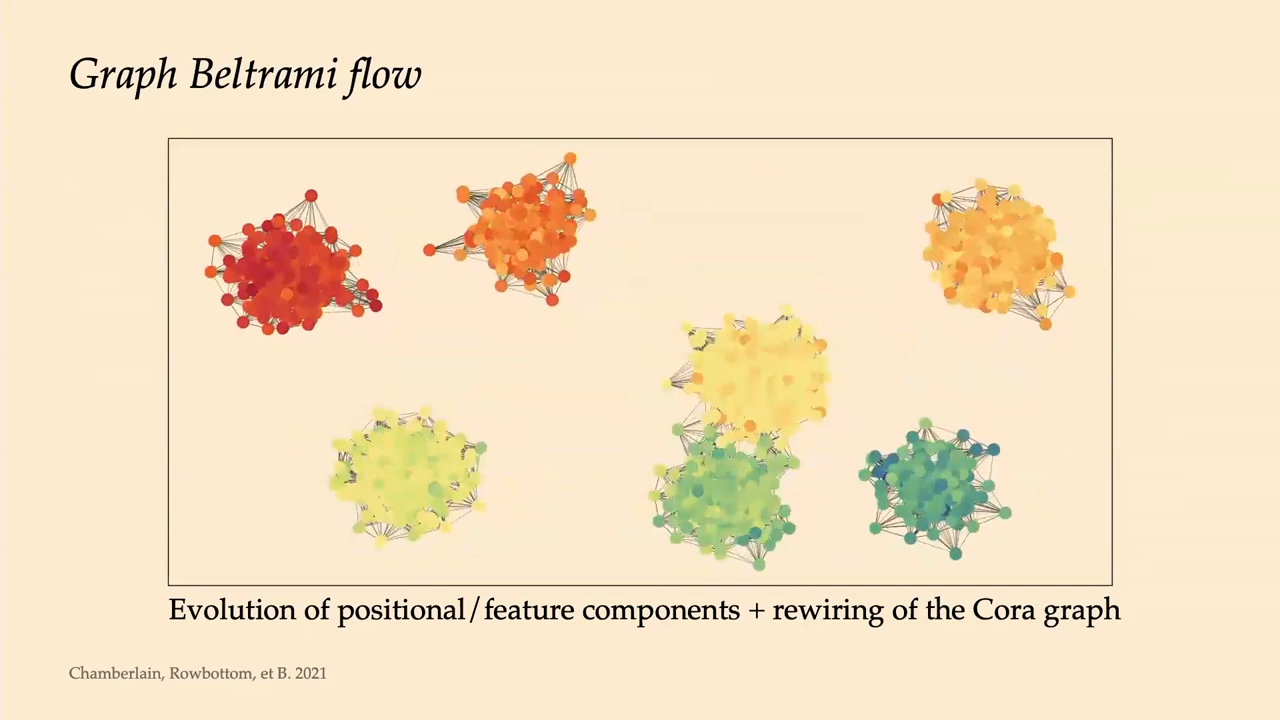 Graph Beltrami flow
Evolution of positional/feature components + rewiring of the Cora graph
Chamberlain, Rowbottom, et B. 2021